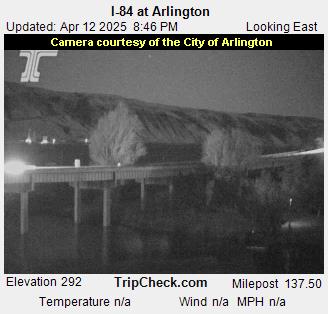 I-84 at Arlington
Updated: Apr 12 2025 8:46 PM Looking East
Camera courtesy of the City of Arlington
Elevation 292 TripCheck.com Milepost 137.50
Temperature n/a Wind n/a MPH n/a